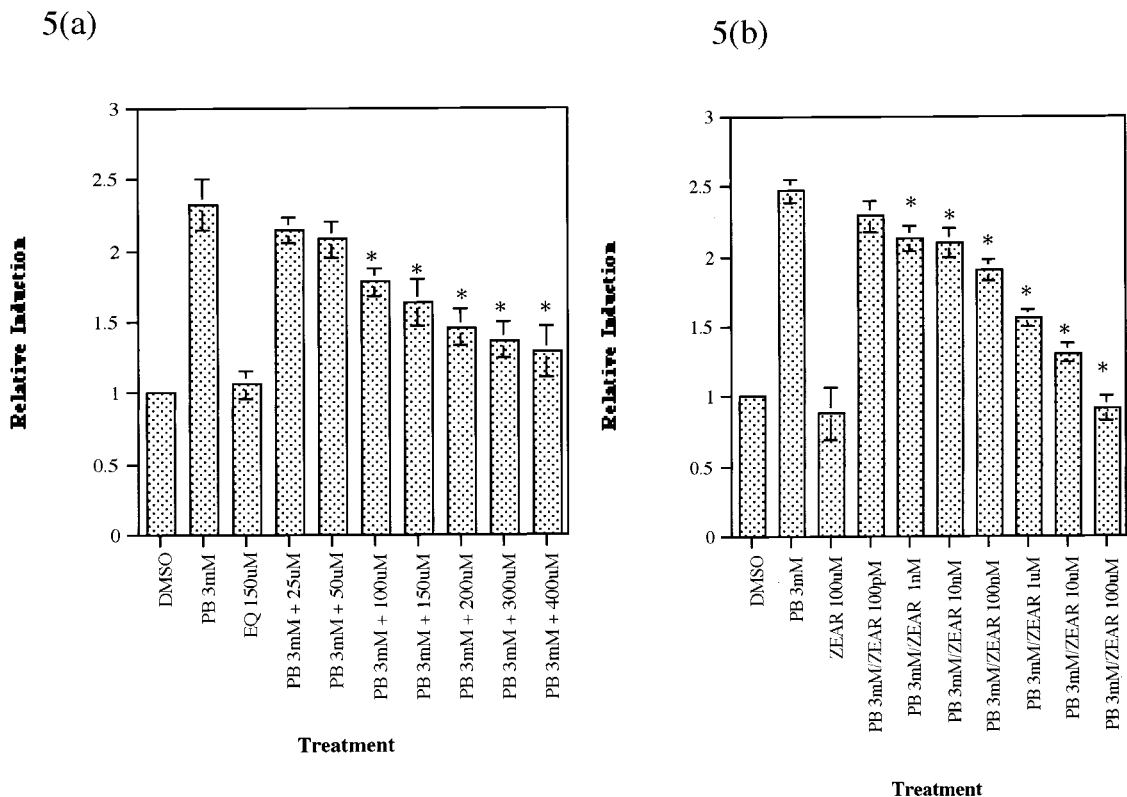 5(a)
3
2.5
2
1.5
1
0.5
0
Relative Induction
*
*
*
*
*
DMSO
PB 3mM
EQ 150uM
PB 3mM + 25uM
PB 3mM + 50uM
PB 3mM + 100uM
PB 3mM + 150uM
PB 3mM + 200uM
PB 3mM + 300uM
PB 3mM + 400uM
Treatment
5(b)
3
2.5
2
1.5
1
0.5
0
Relative Induction
*
*
*
*
*
*
DMSO
PB 3mM
ZEAR 100uM
PB 3mM/ZEAR 100pM
PB 3mM/ZEAR 1nM
PB 3mM/ZEAR 10nM
PB 3mM/ZEAR 100nM
PB 3mM/ZEAR 1uM
PB 3mM/ZEAR 10uM
PB 3mM/ZEAR 100uM
Treatment